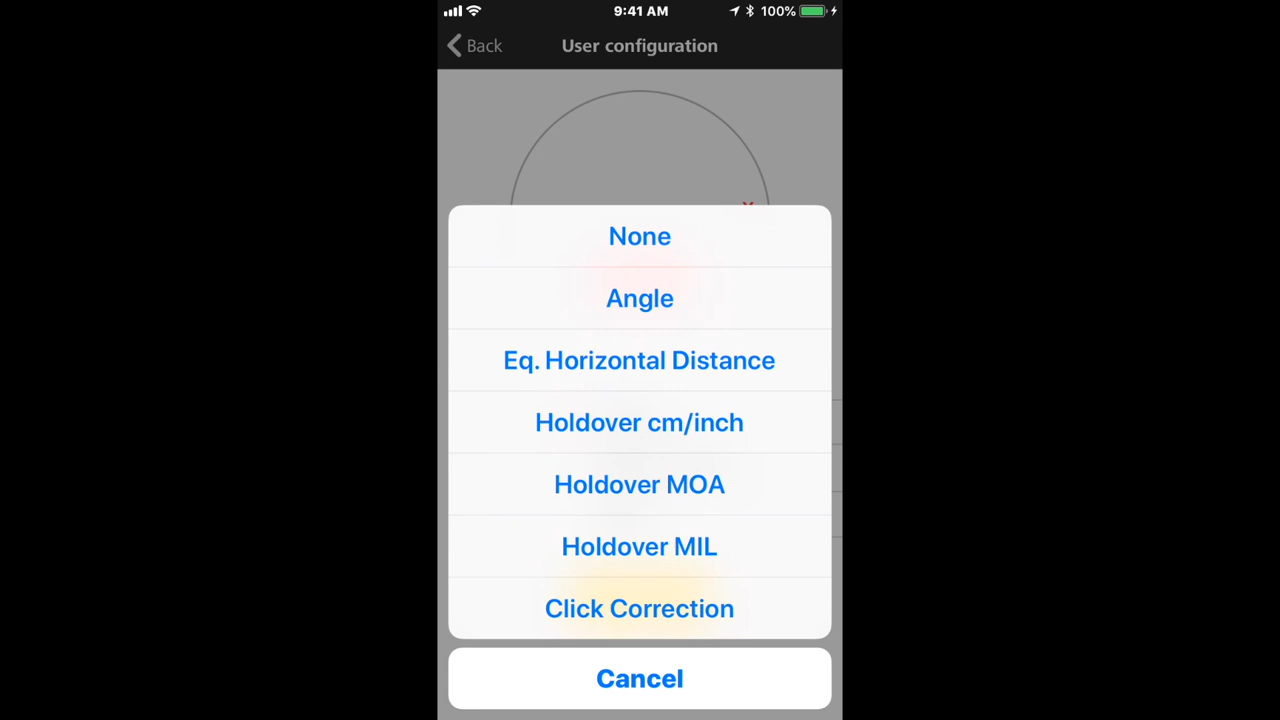 9:41 AM
100%
Back
User configuration
None
Angle
Eq. Horizontal Distance
Holdover cm/inch
Holdover MOA
Holdover MIL
Click Correction
Cancel